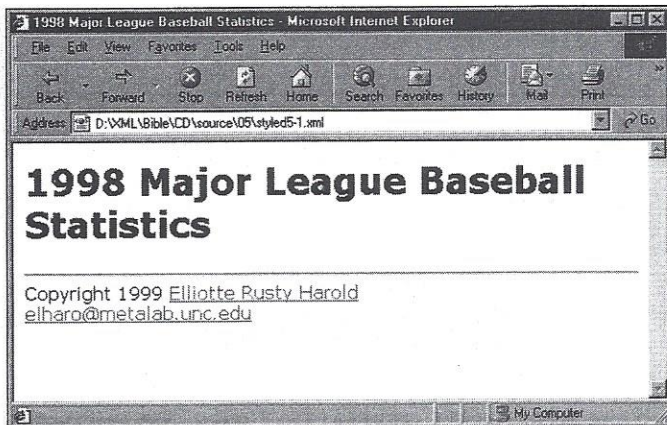 1998 Major League Baseball Statistics - Microsoft Internet Explorer
File Edit View Favorites Tools Help
Back Forward Stop Refresh Home Search Favorites History Mail Print
Address D:\XML\Bible\CD\source\05\styled5-1.xml Go
1998 Major League Baseball
Statistics
Copyright 1999 Elliotte Rusty Harold
elharo@metalab.unc.edu
My Computer